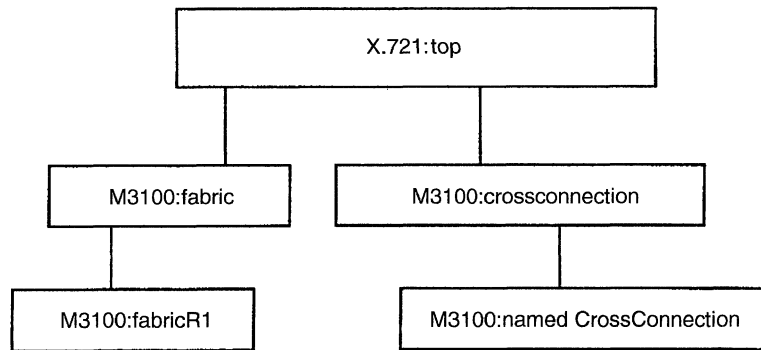 X.721:top
M3100:fabric
M3100:crossconnection
M3100:fabricR1
M3100:named CrossConnection